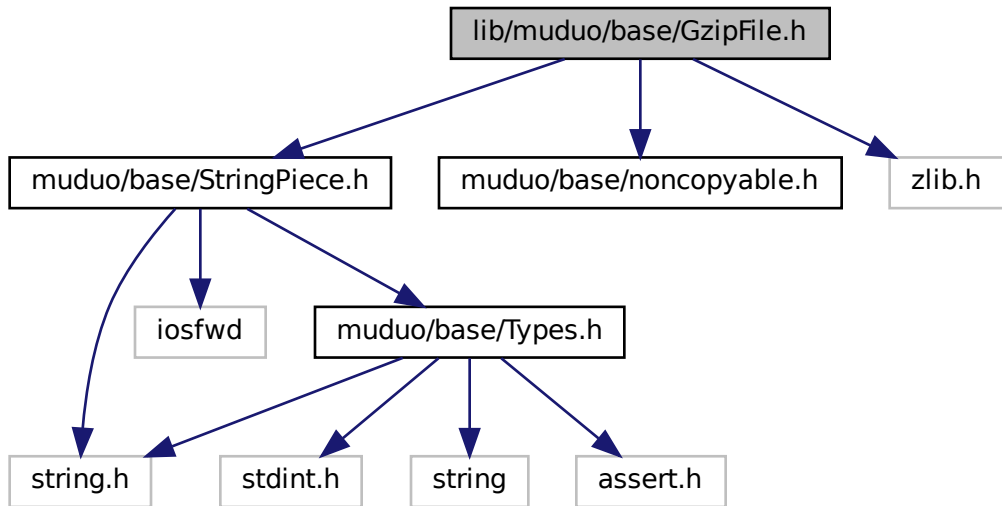 lib/muduo/base/GzipFile.h
muduo/base/StringPiece.h
muduo/base/noncopyable.h
zlib.h
iosfwd
muduo/base/Types.h
string.h
stdint.h
string
assert.h